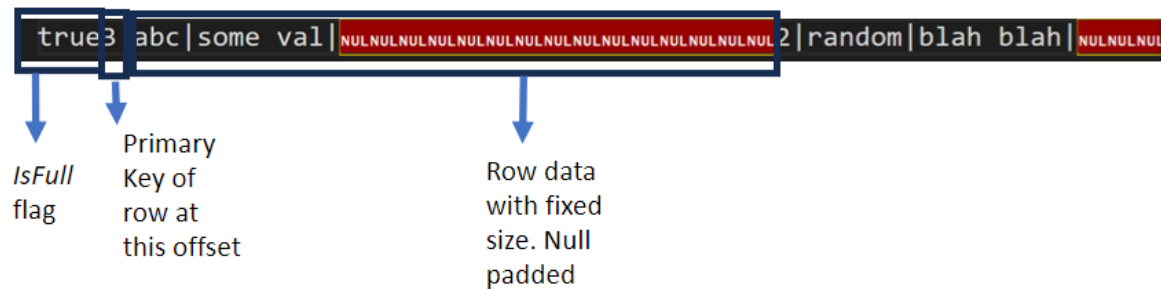 true3 abc|some val|NULNULNULNULNULNULNULNULNULNULNULNULNULNULNUL2|random|blah blah|NULNULNUL
IsFull
flag
Primary
Key of
row at
this offset
Row data
with fixed
size. Null
padded